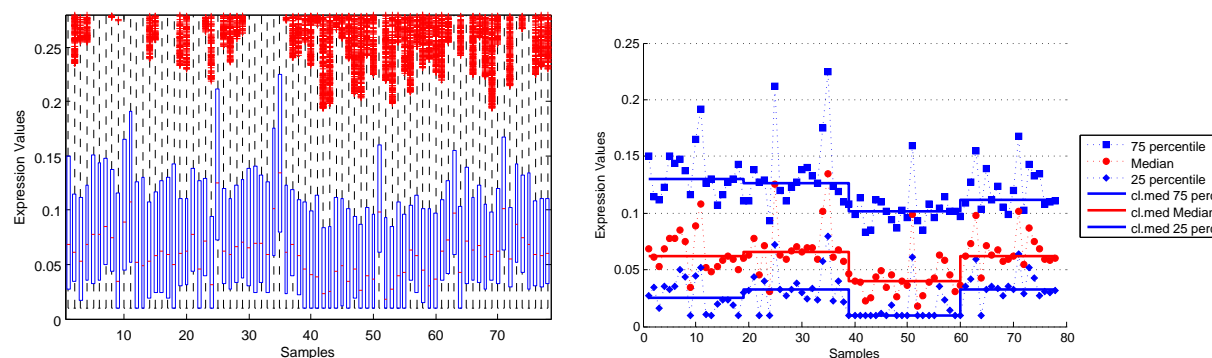 0.25
0.2
0.15
0.1
0.05
0
Expression Values
10 20 30 40 50 60 70
Samples
0.25
0.2
0.15
0.1
0.05
0
Expression Values
0 10 20 30 40 50 60 70 80
Samples
75 percentile
Median
25 percentile
cl.med 75 perc
cl.med Median
cl.med 25 perc